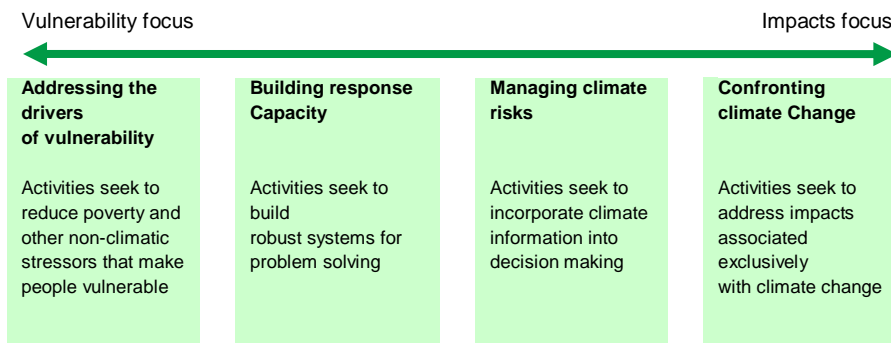 Vulnerability focus
Impacts focus
Addressing the
drivers
of vulnerability
Activities seek to
reduce poverty and
other non-climatic
stressors that make
people vulnerable
Building response
Capacity
Activities seek to
build
robust systems for
problem solving
Managing climate
risks
Activities seek to
incorporate climate
information into
decision making
Confronting
climate Change
Activities seek to
address impacts
associated
exclusively
with climate change